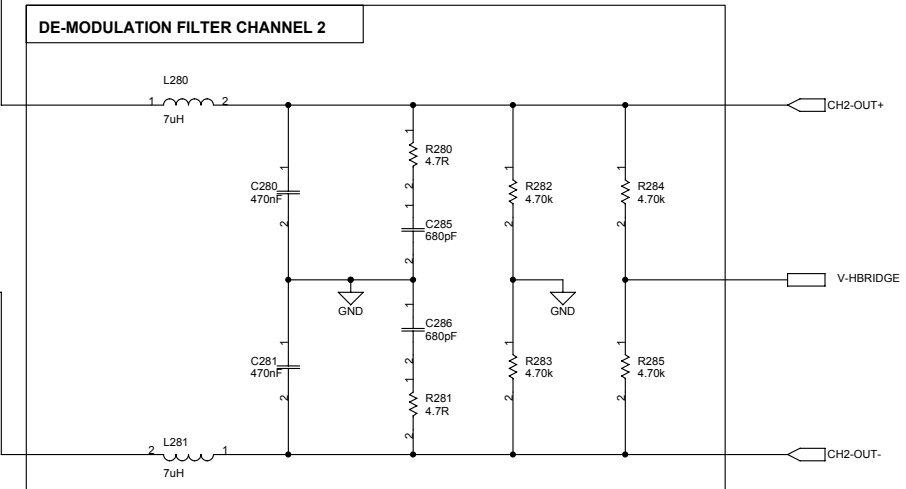 DE-MODULATION FILTER CHANNEL 2
L280
1 2
7uH
CH2-OUT+
1
R280
4.7R
2
1
C280
470nF
2
1
C285
680pF
2
1
R282
4.70k
2
1
R284
4.70k
2
GND
GND
V-HBRIDGE
1
C286
680pF
2
1
C281
470nF
2
1
R281
4.7R
2
1
R283
4.70k
2
1
R285
4.70k
2
L281
2 1
7uH
CH2-OUT-